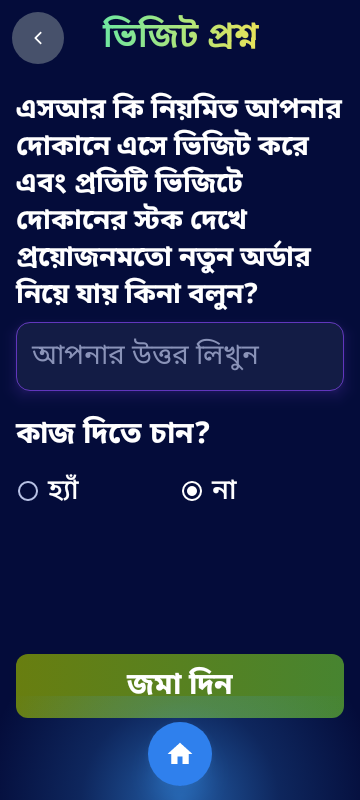 ভিজিট প্রশ্ন
এসআর কি নিয়মিত আপনার
দোকানে এসে ভিজিট করে
এবং প্রতিটি ভিজিটে
দোকানের স্টক দেখে
প্রয়োজনমতো নতুন অর্ডার
নিয়ে যায় কিনা বলুন?
আপনার উত্তর লিখুন
কাজ দিতে চান?
হ্যাঁ না
জমা দিন